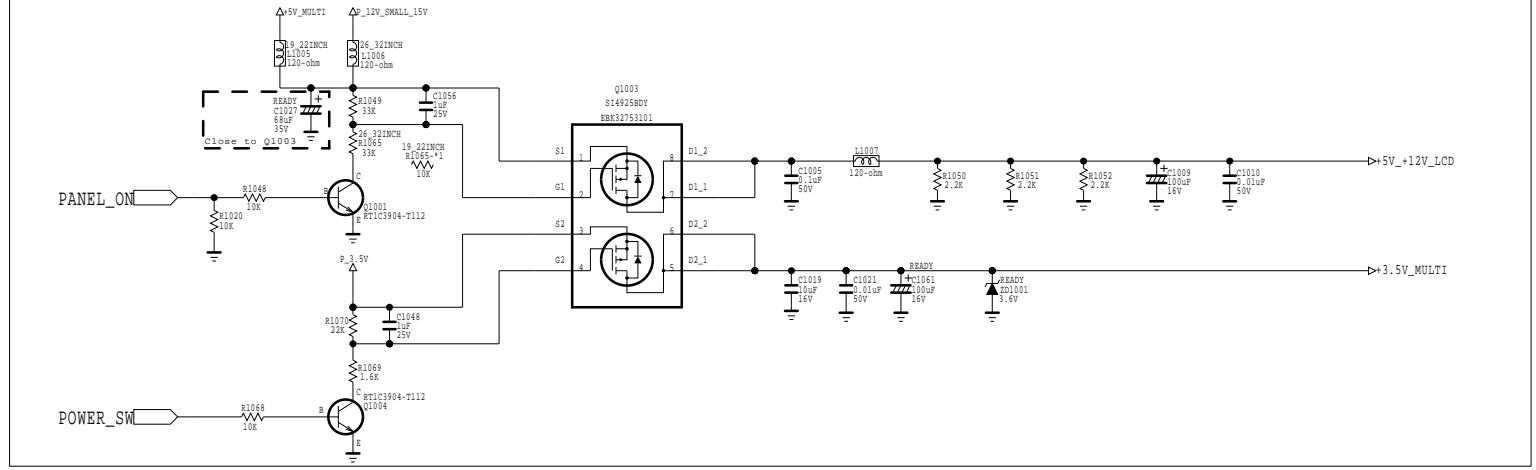 +5V_MULTI
P_12V_SMALL_15V
19_22INCH
L1005
120-ohm
26_32INCH
L1006
120-ohm
READY
C1027
68uF
35V
+
Close to Q1003
R1049
33K
C1056
1uF
25V
26_32INCH
R1065
33K
19_22INCH
R1065-*1
10K
PANEL_ON
R1048
10K
R1020
10K
B
C
E
Q1001
RT1C3904-T112
Q1003
SI4925BDY
EBK32753101
S1
1
G1
2
S2
3
G2
4
8
D1_2
7
D1_1
6
D2_2
5
D2_1
C1005
0.1uF
50V
L1007
120-ohm
R1050
2.2K
R1051
2.2K
R1052
2.2K
+
C1009
100uF
16V
C1010
0.01uF
50V
+5V_+12V_LCD
C1019
10uF
16V
C1021
0.01uF
50V
READY
+
C1061
100uF
16V
READY
ZD1001
3.6V
+3.5V_MULTI
P_3.5V
R1070
22K
C1048
1uF
25V
R1069
1.6K
POWER_SW
R1068
10K
B
C
E
RT1C3904-T112
Q1004